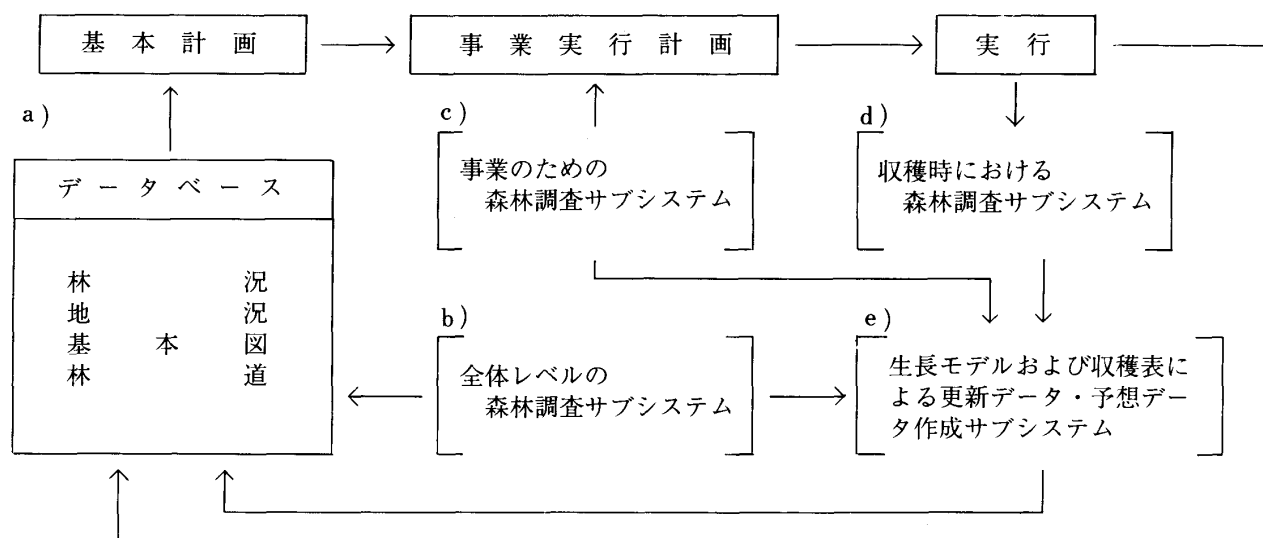 基本計画
事業実行計画
実行
a)
データベース
林況
地況
基本図
林道
c)
事業のための
森林調査サブシステム
d)
収穫時における
森林調査サブシステム
b)
全体レベルの
森林調査サブシステム
e)
生長モデルおよび収穫表に
よる更新データ・予想デー
タ作成サブシステム